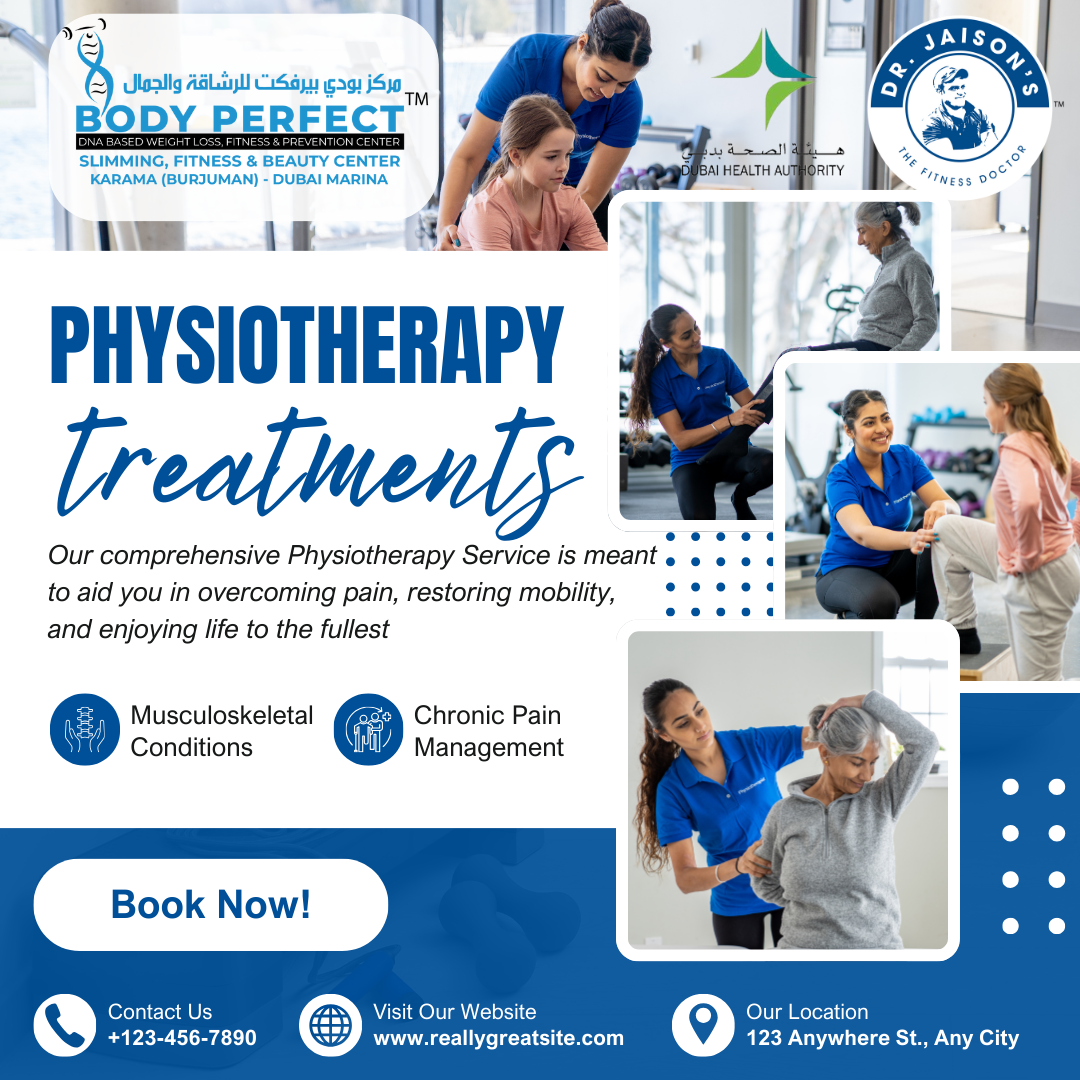 مركز بودي بيرفكت للرشاقة والجمال
BODY PERFECT™
DNA BASED WEIGHT LOSS, FITNESS & PREVENTION CENTER
SLIMMING, FITNESS & BEAUTY CENTER
KARAMA (BURJUMAN) - DUBAI MARINA
هيئة الصحة بدبي
DUBAI HEALTH AUTHORITY
DR. JAISON'S
THE FITNESS DOCTOR
TM
PHYSIOTHERAPY
treatments
Our comprehensive Physiotherapy Service is meant
to aid you in overcoming pain, restoring mobility,
and enjoying life to the fullest
Musculoskeletal
Conditions
Chronic Pain
Management
Physiotherapie
Book Now!
Contact Us
+123-456-7890
Visit Our Website
www.reallygreatsite.com
Our Location
123 Anywhere St., Any City